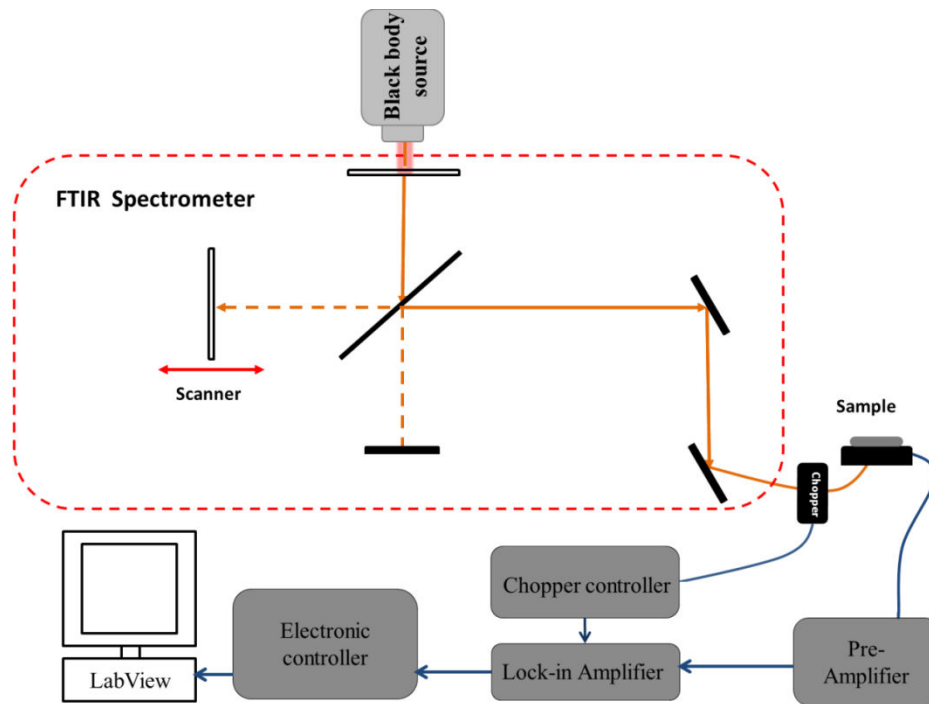 Black body
source
FTIR Spectrometer
Scanner
Sample
Chopper
Chopper controller
Electronic
controller
Lock-in Amplifier
Pre-
Amplifier
LabView